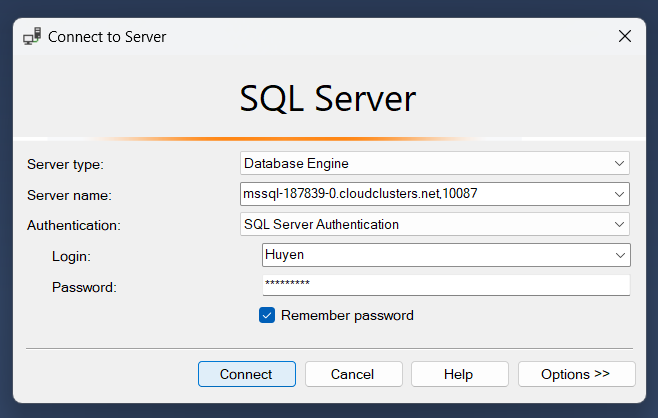 Connect to Server
SQL Server
Server type: Database Engine
Server name: mssql-187839-0.cloudclusters.net,10087
Authentication: SQL Server Authentication
Login: Huyen
Password: *********
Remember password
Connect Cancel Help Options >>